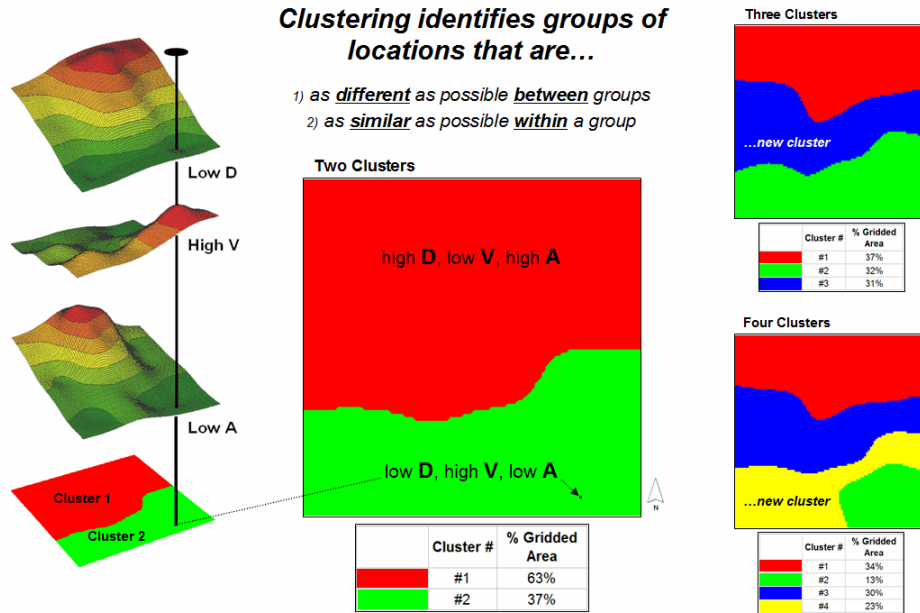 Clustering identifies groups of
locations that are…
1) as different as possible between groups
2) as similar as possible within a group
Low D
High V
Low A
Cluster 1
Cluster 2
Two Clusters
high D, low V, high A
low D, high V, low A
N
Cluster # % Gridded Area
#1 63%
#2 37%
Three Clusters
…new cluster
Cluster # % Gridded Area
#1 37%
#2 32%
#3 31%
Four Clusters
…new cluster
Cluster # % Gridded Area
#1 34%
#2 13%
#3 30%
#4 23%